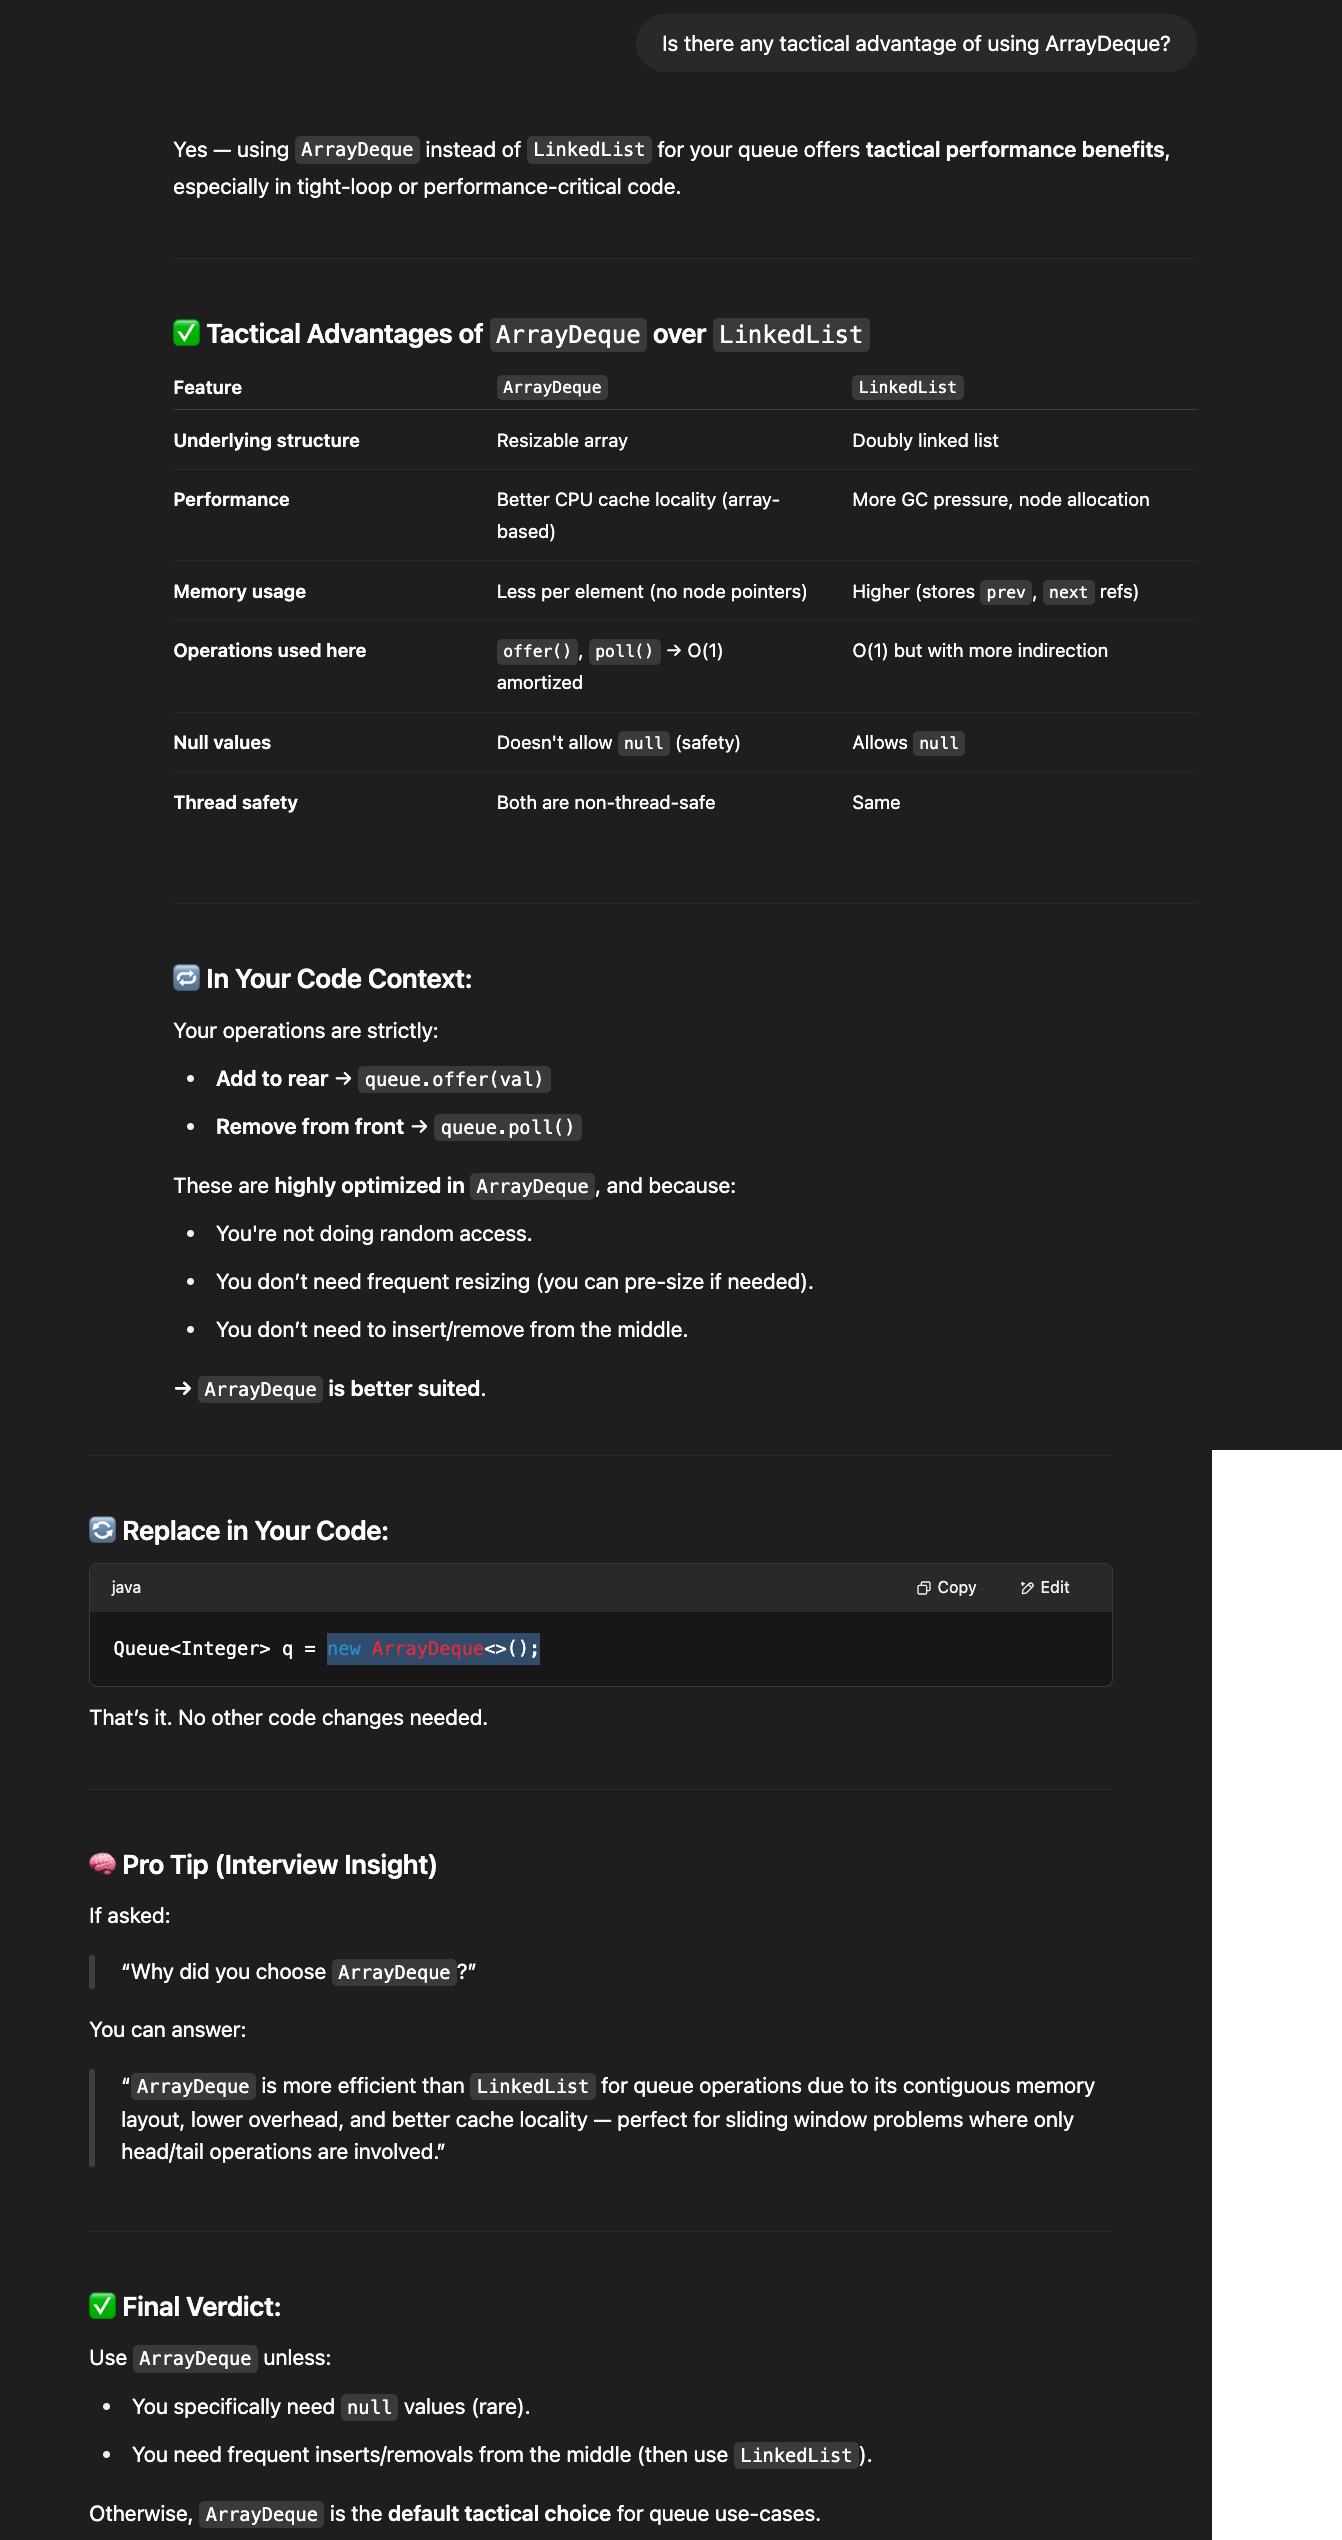 Is there any tactical advantage of using ArrayDeque?
Yes — using ArrayDeque instead of LinkedList for your queue offers tactical performance benefits,
especially in tight-loop or performance-critical code.
✅ Tactical Advantages of ArrayDeque over LinkedList
Feature ArrayDeque LinkedList
Underlying structure Resizable array Doubly linked list
Performance Better CPU cache locality (array- More GC pressure, node allocation
based)
Memory usage Less per element (no node pointers) Higher (stores prev, next refs)
Operations used here offer(), poll() → O(1) O(1) but with more indirection
amortized
Null values Doesn't allow null (safety) Allows null
Thread safety Both are non-thread-safe Same
🔁 In Your Code Context:
Your operations are strictly:
• Add to rear → queue.offer(val)
• Remove from front → queue.poll()
These are highly optimized in ArrayDeque, and because:
• You're not doing random access.
• You don’t need frequent resizing (you can pre-size if needed).
• You don’t need to insert/remove from the middle.
→ ArrayDeque is better suited.
🔄 Replace in Your Code:
java Copy Edit
Queue<Integer> q = new ArrayDeque<>();
That’s it. No other code changes needed.
🧠 Pro Tip (Interview Insight)
If asked:
“Why did you choose ArrayDeque?”
You can answer:
“ArrayDeque is more efficient than LinkedList for queue operations due to its contiguous memory
layout, lower overhead, and better cache locality — perfect for sliding window problems where only
head/tail operations are involved.”
✅ Final Verdict:
Use ArrayDeque unless:
• You specifically need null values (rare).
• You need frequent inserts/removals from the middle (then use LinkedList).
Otherwise, ArrayDeque is the default tactical choice for queue use-cases.